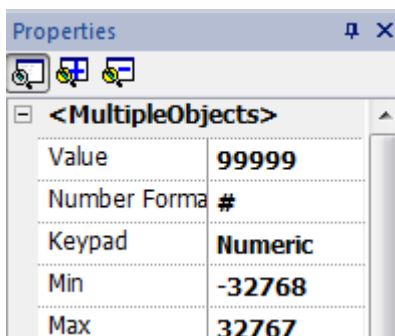 Properties
<MultipleObjects>
Value 99999
Number Forma #
Keypad Numeric
Min -32768
Max 32767